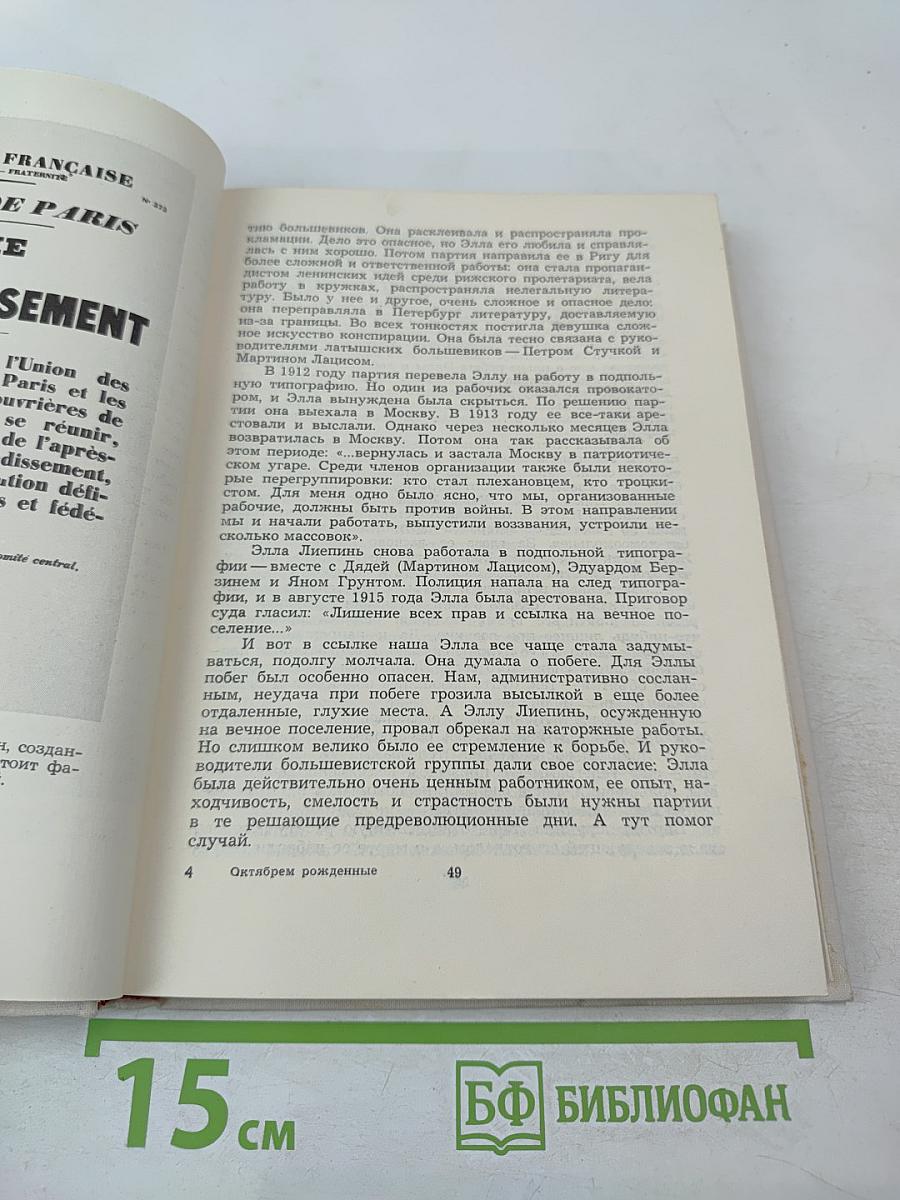 FRANÇAISE
FRATERNITÉ
N° 373
DE PARIS
SEMENT
l'Union des
Paris et les
ouvrières de
se réunir,
de l'après-
dissement,
ution défi-
s et fédé-
omité central.
н, создан-
тоит фа-
тию большевиков. Она расклеивала и распространяла про-
кламации. Дело это опасное, но Элла его любила и справля-
лась с ним хорошо. Потом партия направила ее в Ригу для
более сложной и ответственной работы: она стала пропаган-
дистом ленинских идей среди рижского пролетариата, вела
работу в кружках, распространяла нелегальную литера-
туру. Было у нее и другое, очень сложное и опасное дело:
она переправляла в Петербург литературу, доставляемую
из-за границы. Во всех тонкостях постигла девушка слож-
ное искусство конспирации. Она была тесно связана с руко-
водителями латышских большевиков — Петром Стучкой и
Мартином Лацисом.
В 1912 году партия перевела Эллу на работу в подполь-
ную типографию. Но один из рабочих оказался провокато-
ром, и Элла вынуждена была скрыться. По решению пар-
тии она выехала в Москву. В 1913 году ее все-таки аре-
стовали и выслали. Однако через несколько месяцев Элла
возвратилась в Москву. Потом она так рассказывала об
этом периоде: «...вернулась и застала Москву в патриотиче-
ском угаре. Среди членов организации также были некото-
рые перегруппировки: кто стал плехановцем, кто троцки-
стом. Для меня одно было ясно, что мы, организованные
рабочие, должны быть против войны. В этом направлении
мы и начали работать, выпустили воззвания, устроили не-
сколько массовок».
Элла Лиепинь снова работала в подпольной типогра-
фии — вместе с Дядей (Мартином Лацисом), Эдуардом Бер-
зинем и Яном Грунтом. Полиция напала на след типогра-
фии, и в августе 1915 года Элла была арестована. Приговор
суда гласил: «Лишение всех прав и ссылка на вечное по-
селение...»
И вот в ссылке наша Элла все чаще стала задумы-
ваться, подолгу молчала. Она думала о побеге. Для Эллы
побег был особенно опасен. Нам, административно сослан-
ным, неудача при побеге грозила высылкой в еще более
отдаленные, глухие места. А Эллу Лиепинь, осужденную
на вечное поселение, провал обрекал на каторжные работы.
Но слишком велико было ее стремление к борьбе. И руко-
водители большевистской группы дали свое согласие: Элла
была действительно очень ценным работником, ее опыт, на-
ходчивость, смелость и страстность были нужны партии
в те решающие предреволюционные дни. А тут помог
случай.
4 Октябрем рожденные 49
15 см
БФ БИБЛИОФАН